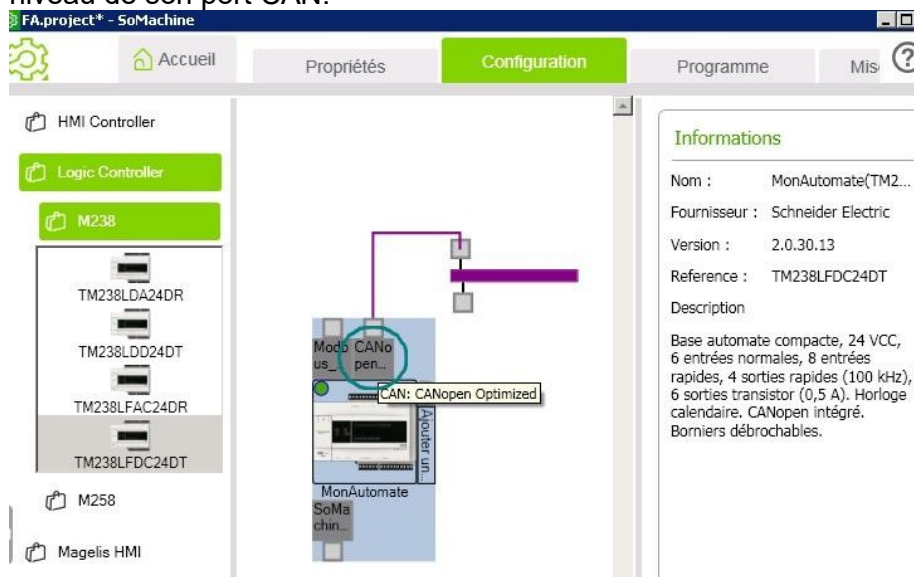 niveau de son port CAN.
FA.project* - SoMachine
Accueil
Propriétés
Configuration
Programme
Mis
?
HMI Controller
Logic Controller
M238
TM238LDA24DR
TM238LDD24DT
TM238LFAC24DR
TM238LFDC24DT
M258
Magelis HMI
Modb
us_...
CANo
pen...
CAN: CANopen Optimized
Ajouter un...
MonAutomate
SoMa
chin...
Informations
Nom : MonAutomate(TM2...
Fournisseur : Schneider Electric
Version : 2.0.30.13
Reference : TM238LFDC24DT
Description
Base automate compacte, 24 VCC,
6 entrées normales, 8 entrées
rapides, 4 sorties rapides (100 kHz),
6 sorties transistor (0,5 A). Horloge
calendaire. CANopen intégré.
Borniers débrochables.